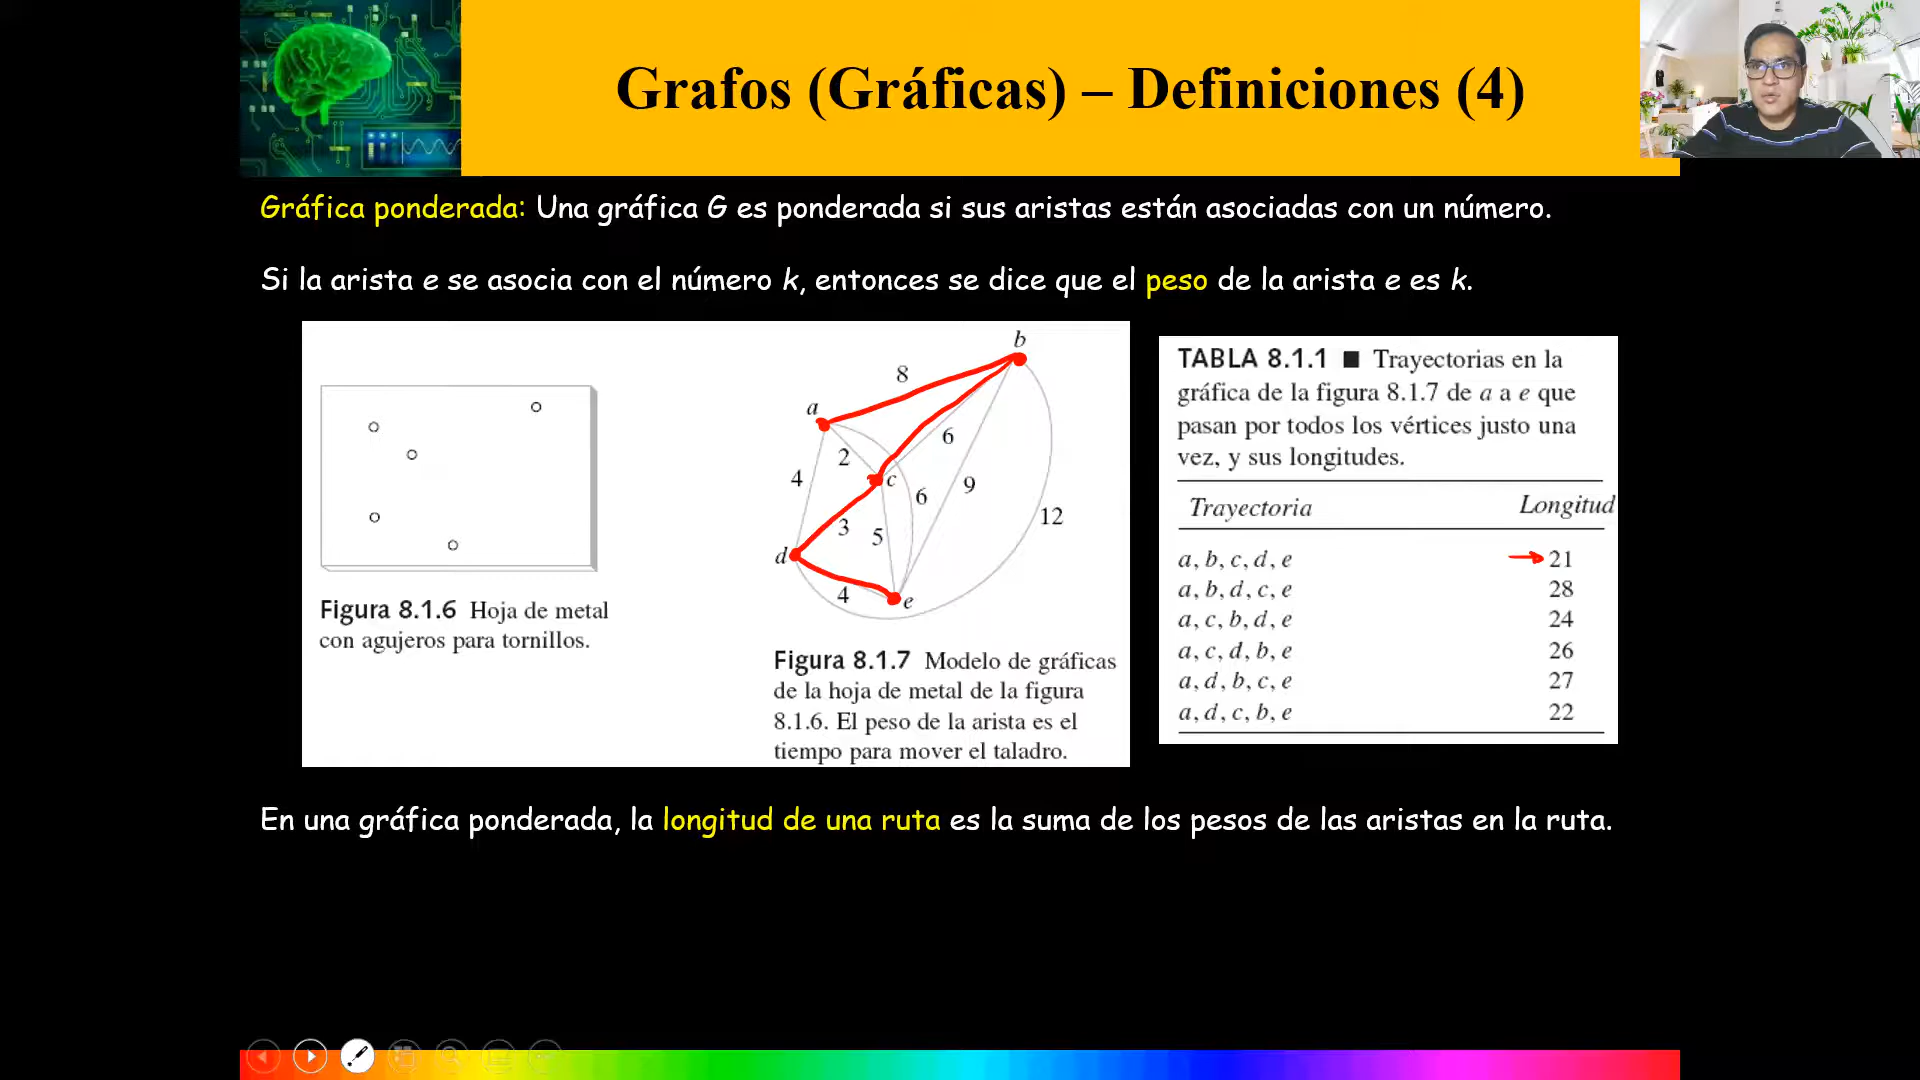 Grafos (Gráficas) – Definiciones (4)
Gráfica ponderada: Una gráfica G es ponderada si sus aristas están asociadas con un número.
Si la arista e se asocia con el número k, entonces se dice que el peso de la arista e es k.
Figura 8.1.6 Hoja de metal
con agujeros para tornillos.
b
8
a
6
2
4
c
6
9
12
3
5
d
4
e
Figura 8.1.7 Modelo de gráficas
de la hoja de metal de la figura
8.1.6. El peso de la arista es el
tiempo para mover el taladro.
TABLA 8.1.1 ■ Trayectorias en la
gráfica de la figura 8.1.7 de a a e que
pasan por todos los vértices justo una
vez, y sus longitudes.
Trayectoria Longitud
a, b, c, d, e 21
a, b, d, c, e 28
a, c, b, d, e 24
a, c, d, b, e 26
a, d, b, c, e 27
a, d, c, b, e 22
En una gráfica ponderada, la longitud de una ruta es la suma de los pesos de las aristas en la ruta.